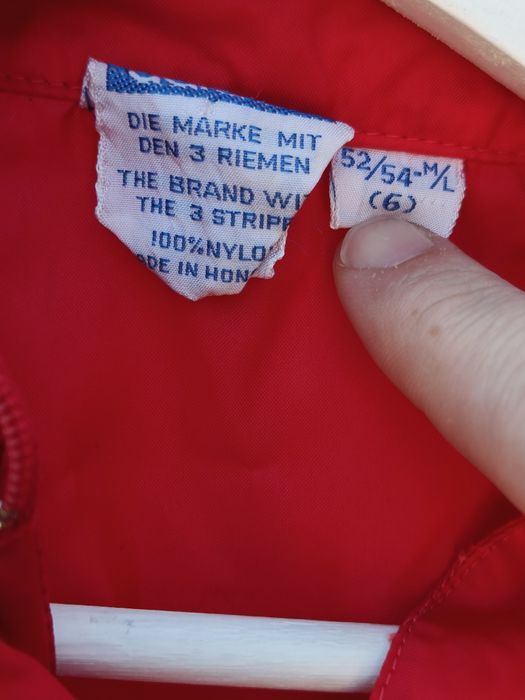 DIE MARKE MIT
DEN 3 RIEMEN
THE BRAND WI
THE 3 STRIP
100%NYLO
DE IN HON
52/54-M/L
(6)